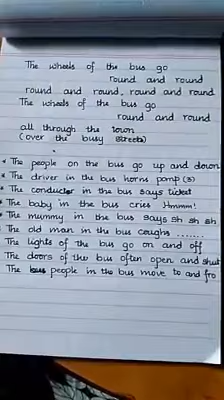 The wheels of the bus go
round and round
round and round, round and round
The wheels of the bus go
round and round
all through the town
(over the busy streets)
* The people on the bus go up and down
* The driver in the bus horns pomp (3)
* The conductor in the bus says ticket
* The baby in the bus cries Hmmm!
* The mummy in the bus says sh sh sh
* The old man in the bus coughs .......
The lights of the bus go on and off
The doors of the bus often open and shut
The people in the bus move to and fro